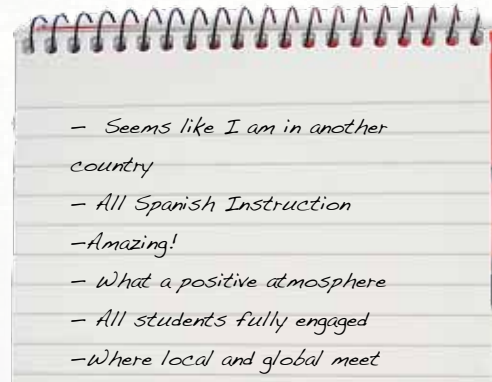 - Seems like I am in another
country
- All Spanish Instruction
-Amazing!
- What a positive atmosphere
- All students fully engaged
-Where local and global meet